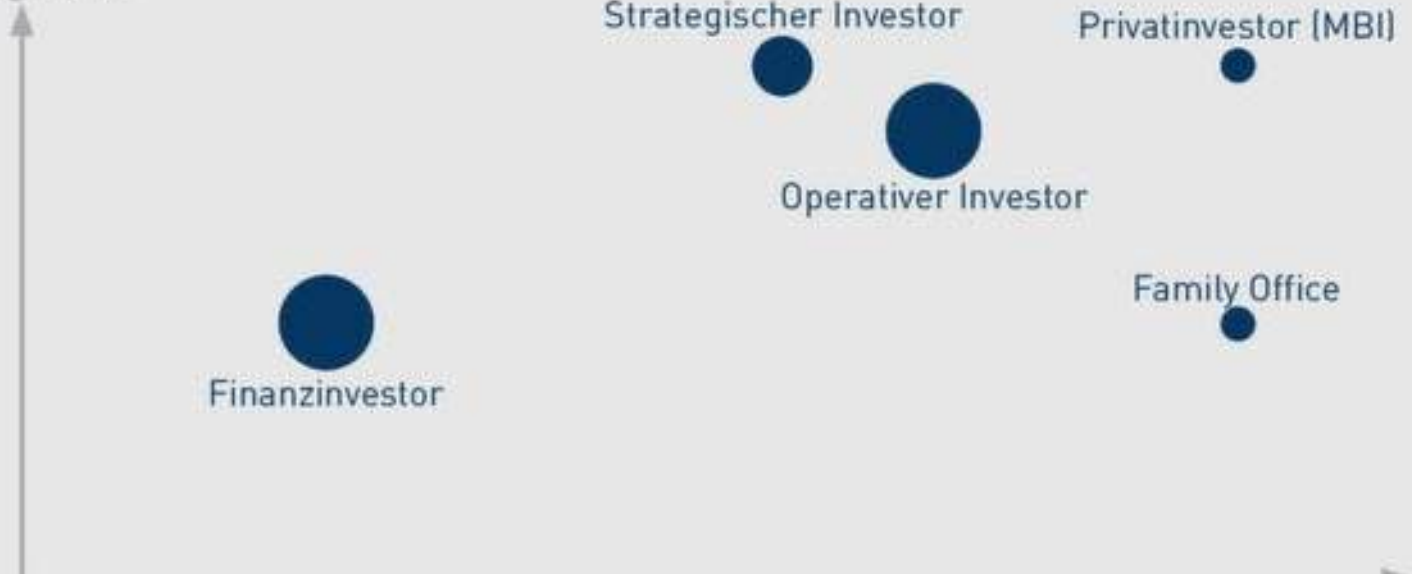 Strategischer Investor
Privatinvestor (MBI)
Operativer Investor
Family Office
Finanzinvestor